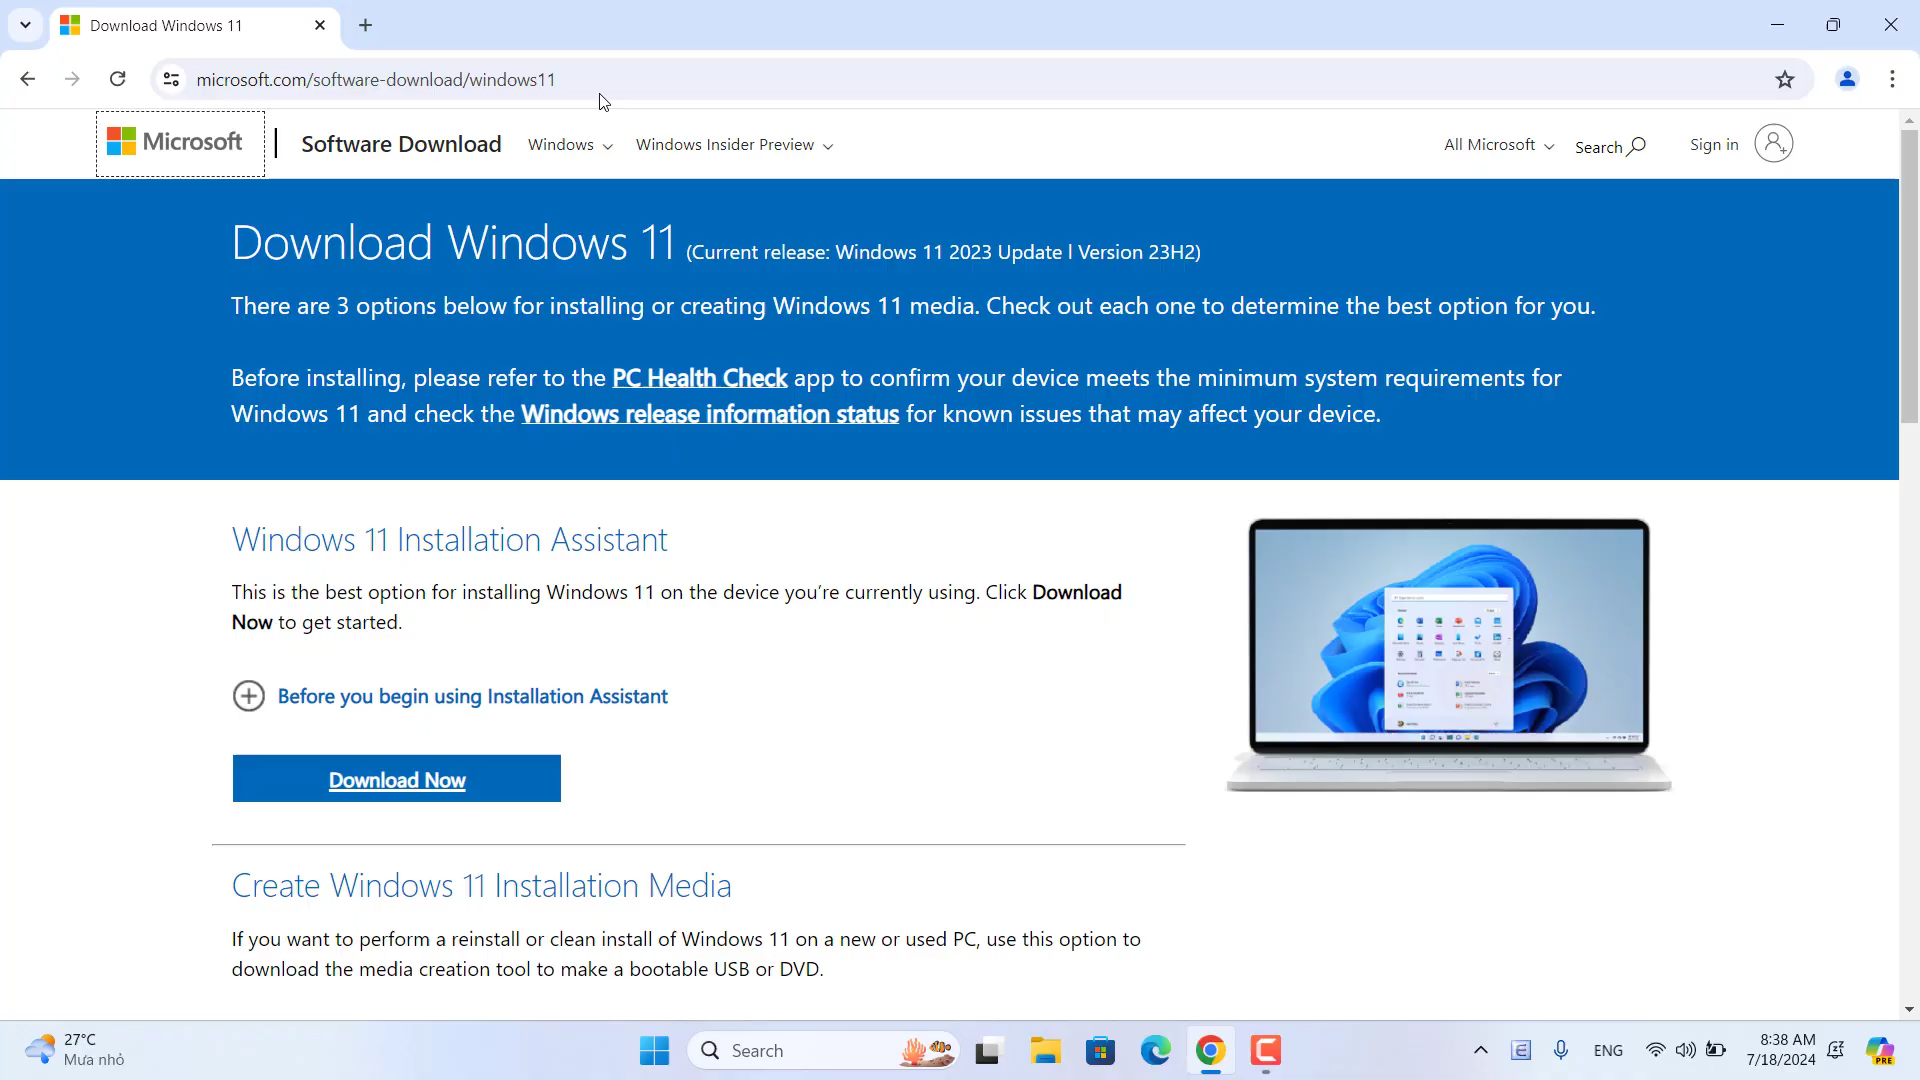 Download Windows 11
microsoft.com/software-download/windows11
Microsoft
Software Download
Windows
Windows Insider Preview
All Microsoft
Search
Sign in
Download Windows 11 (Current release: Windows 11 2023 Update l Version 23H2)
There are 3 options below for installing or creating Windows 11 media. Check out each one to determine the best option for you.
Before installing, please refer to the PC Health Check app to confirm your device meets the minimum system requirements for
Windows 11 and check the Windows release information status for known issues that may affect your device.
Windows 11 Installation Assistant
This is the best option for installing Windows 11 on the device you’re currently using. Click Download
Now to get started.
Before you begin using Installation Assistant
Download Now
Create Windows 11 Installation Media
If you want to perform a reinstall or clean install of Windows 11 on a new or used PC, use this option to
download the media creation tool to make a bootable USB or DVD.
27°C
Mưa nhỏ
Search
ENG
8:38 AM
7/18/2024
PRE